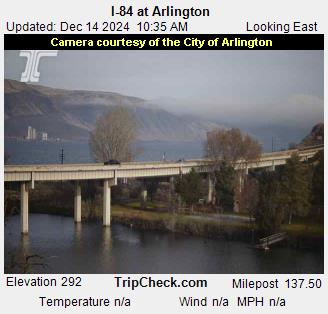 I-84 at Arlington
Updated: Dec 14 2024 10:35 AM Looking East
Camera courtesy of the City of Arlington
Elevation 292 TripCheck.com Milepost 137.50
Temperature n/a Wind n/a MPH n/a